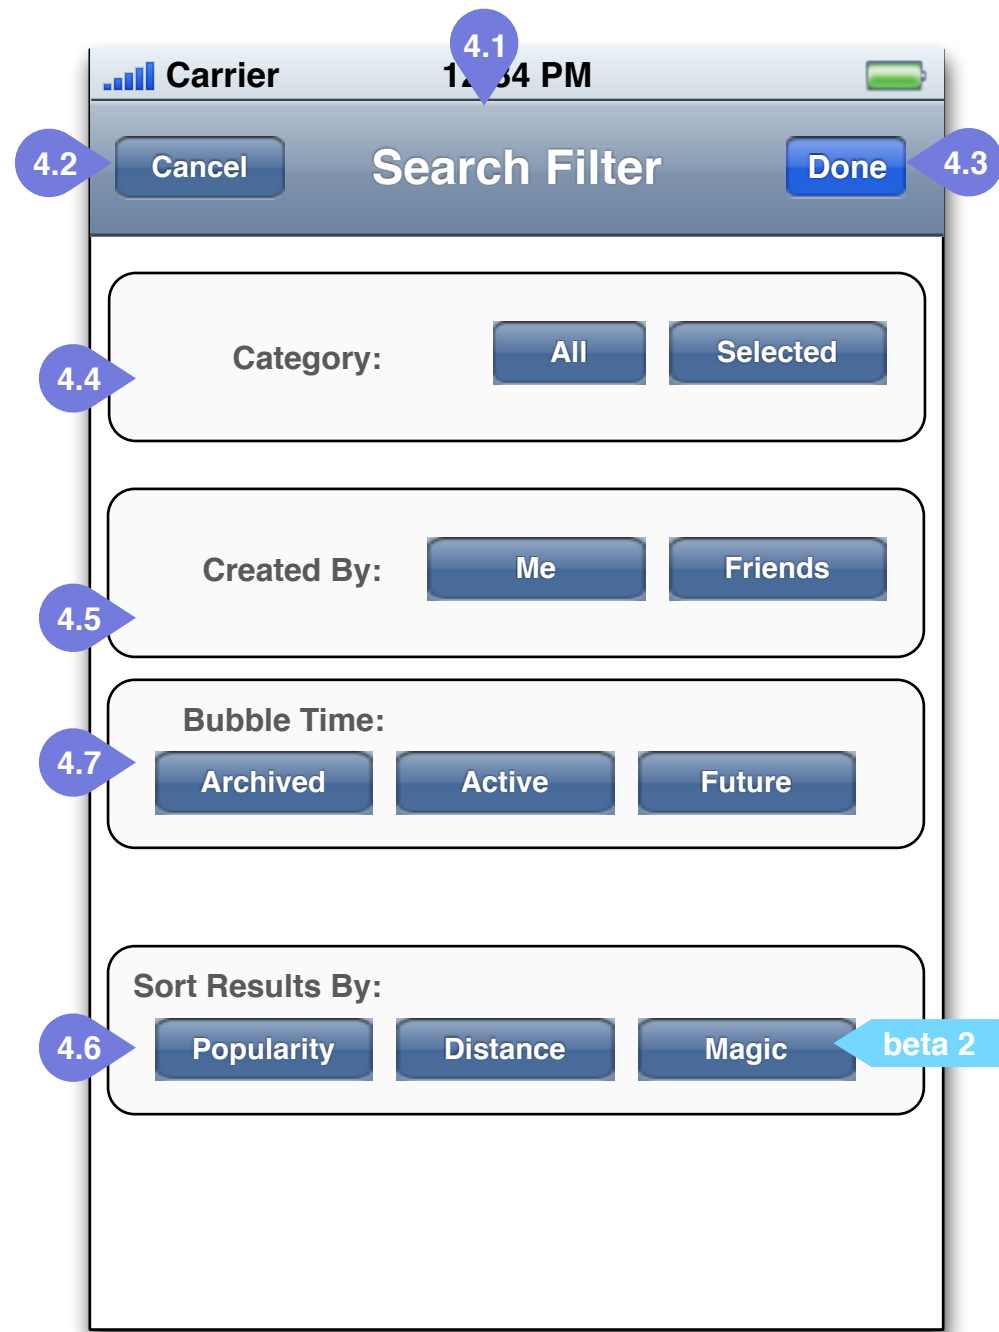 4.1
Carrier 12:34 PM
4.2 Cancel Search Filter Done 4.3
Category: All Selected
4.4
Created By: Me Friends
4.5
Bubble Time:
4.7 Archived Active Future
Sort Results By:
4.6 Popularity Distance Magic beta 2